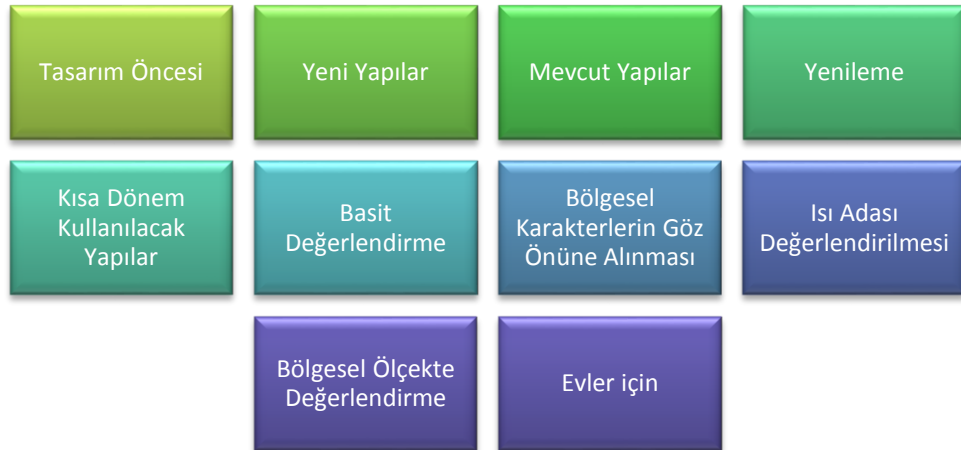 Tasarım Öncesi
Yeni Yapılar
Mevcut Yapılar
Yenileme
Kısa Dönem
Kullanılacak
Yapılar
Basit
Değerlendirme
Bölgesel
Karakterlerin Göz
Önüne Alınması
Isı Adası
Değerlendirilmesi
Bölgesel Ölçekte
Değerlendirme
Evler için